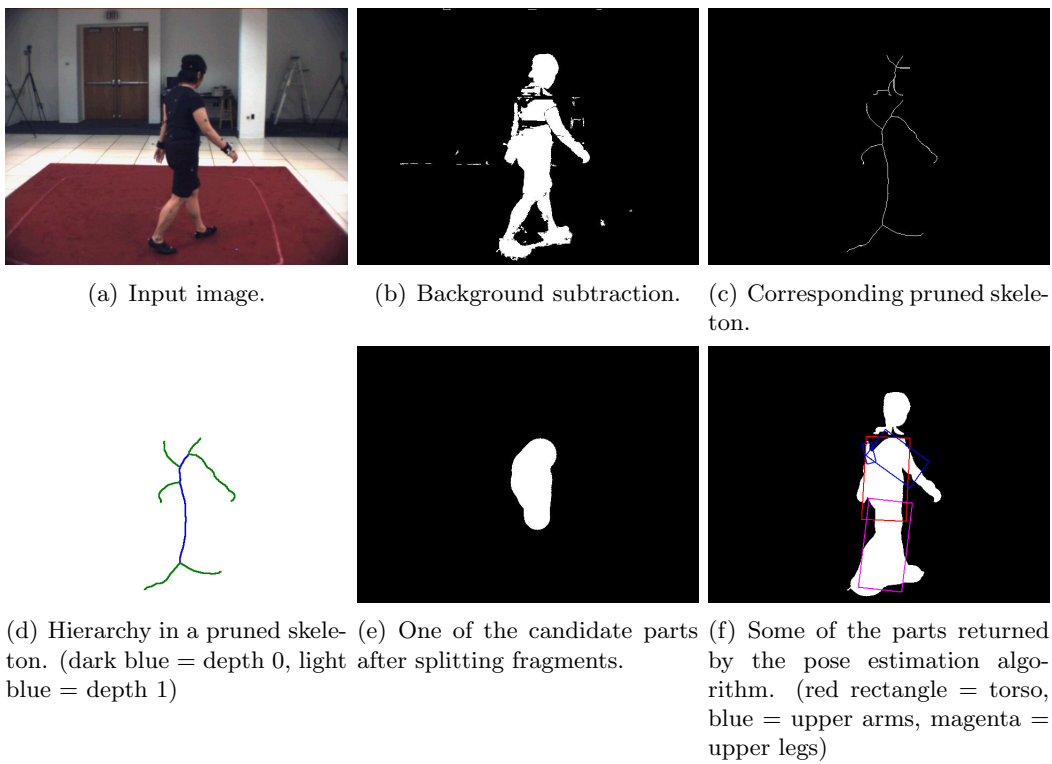 (a) Input image.
(b) Background subtraction.
(c) Corresponding pruned skele-
ton.
(d) Hierarchy in a pruned skele-
ton. (dark blue = depth 0, light
blue = depth 1)
(e) One of the candidate parts
after splitting fragments.
(f) Some of the parts returned
by the pose estimation algo-
rithm. (red rectangle = torso,
blue = upper arms, magenta =
upper legs)